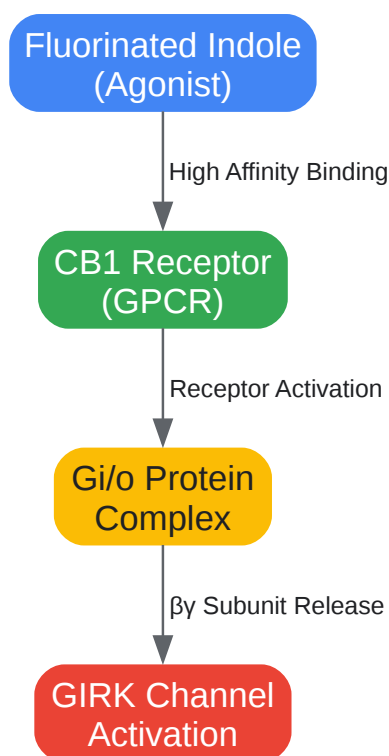 Fluorinated Indole
(Agonist)
High Affinity Binding
CB1 Receptor
(GPCR)
Receptor Activation
Gi/o Protein
Complex
βγ Subunit Release
GIRK Channel
Activation